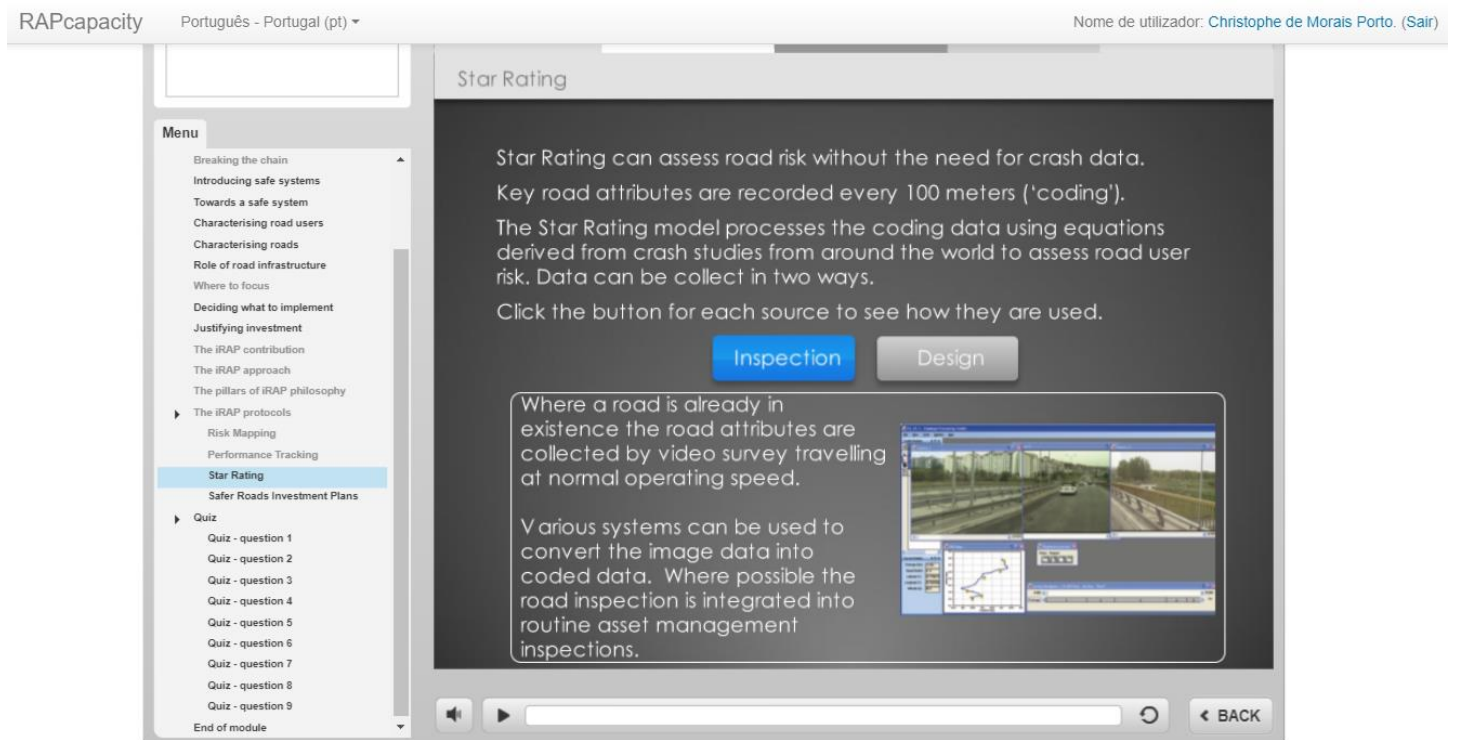 RAPcapacity
Português - Portugal (pt)
Nome de utilizador: Christophe de Morais Porto. (Sair)
Menu
Breaking the chain
Introducing safe systems
Towards a safe system
Characterising road users
Characterising roads
Role of road infrastructure
Where to focus
Deciding what to implement
Justifying investment
The iRAP contribution
The iRAP approach
The pillars of iRAP philosophy
The iRAP protocols
Risk Mapping
Performance Tracking
Star Rating
Safer Roads Investment Plans
Quiz
Quiz - question 1
Quiz - question 2
Quiz - question 3
Quiz - question 4
Quiz - question 5
Quiz - question 6
Quiz - question 7
Quiz - question 8
Quiz - question 9
End of module
Star Rating
Star Rating can assess road risk without the need for crash data.
Key road attributes are recorded every 100 meters (‘coding’).
The Star Rating model processes the coding data using equations
derived from crash studies from around the world to assess road user
risk. Data can be collect in two ways.
Click the button for each source to see how they are used.
Inspection
Design
Where a road is already in
existence the road attributes are
collected by video survey travelling
at normal operating speed.
Various systems can be used to
convert the image data into
coded data. Where possible the
road inspection is integrated into
routine asset management
inspections.
BACK